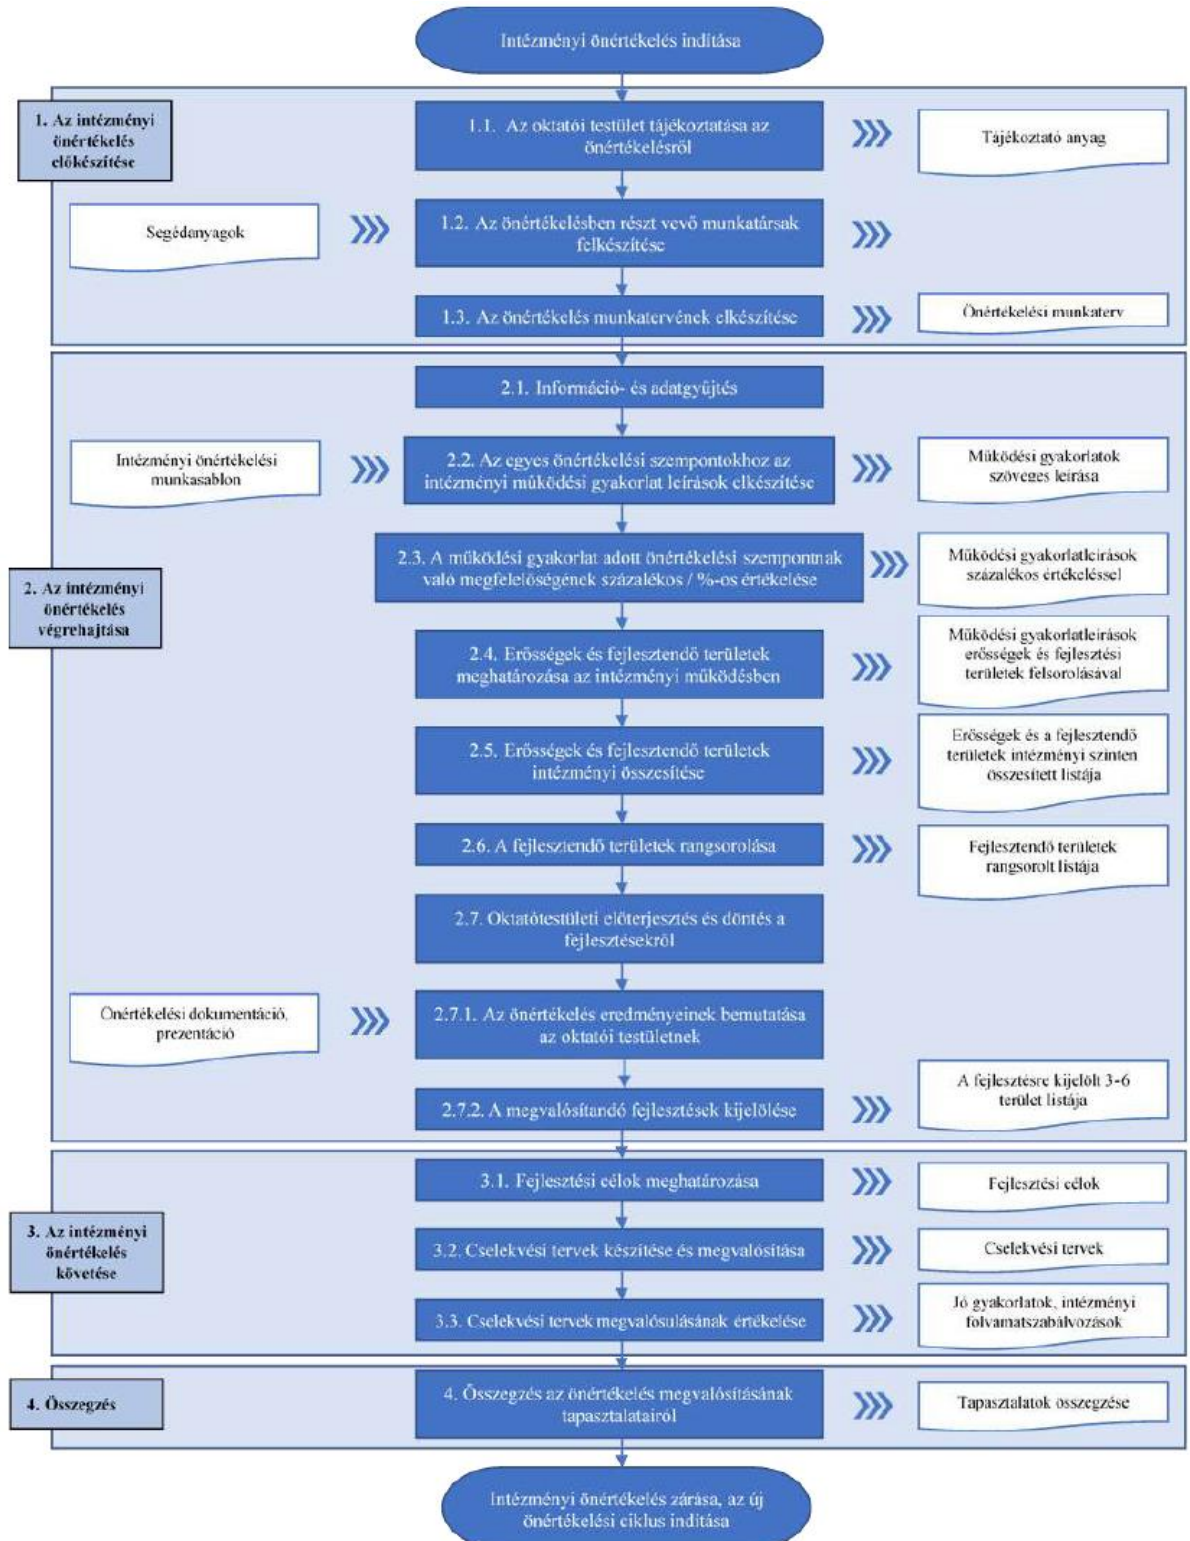 Intézményi önértékelés indítása
1. Az intézményi
önértékelés
előkészítése
1.1. Az oktatói testület tájékoztatása az
önértékelésről
Tájékoztató anyag
Segédanyagok
1.2. Az önértékelésben részt vevő munkatársak
felkészítése
1.3. Az önértékelés munkatervének elkészítése
Önértékelési munkaterv
2. Az intézményi
önértékelés
végrehajtása
2.1. Információ- és adatgyűjtés
Intézményi önértékelési
munkasablon
2.2. Az egyes önértékelési szempontokhoz az
intézményi működési gyakorlat leírások elkészítése
Működési gyakorlatok
szöveges leírása
2.3. A működési gyakorlat adott önértékelési szempontnak
való megfelelőségének százalékos / %-os értékelése
Működési gyakorlatleírások
százalékos értékeléssel
2.4. Erősségek és fejlesztendő területek
meghatározása az intézményi működésben
Működési gyakorlatleírások
erősségek és fejlesztési
területek felsorolásával
2.5. Erősségek és fejlesztendő területek
intézményi összesítése
Erősségek és a fejlesztendő
területek intézményi szinten
összesített listája
2.6. A fejlesztendő területek rangsorolása
Fejlesztendő területek
rangsorolt listája
2.7. Oktatótestületi előterjesztés és döntés a
fejlesztésekről
Önértékelési dokumentáció,
prezentáció
2.7.1. Az önértékelés eredményeinek bemutatása
az oktatói testületnek
2.7.2. A megvalósítandó fejlesztések kijelölése
A fejlesztésre kijelölt 3-6
terület listája
3. Az intézményi
önértékelés
követése
3.1. Fejlesztési célok meghatározása
Fejlesztési célok
3.2. Cselekvési tervek készítése és megvalósítása
Cselekvési tervek
3.3. Cselekvési tervek megvalósulásának értékelése
Jó gyakorlatok, intézményi
folyamatszabályozások
4. Összegzés
4. Összegzés az önértékelés megvalósításának
tapasztalatairól
Tapasztalatok összegzése
Intézményi önértékelés zárása, az új
önértékelési ciklus indítása